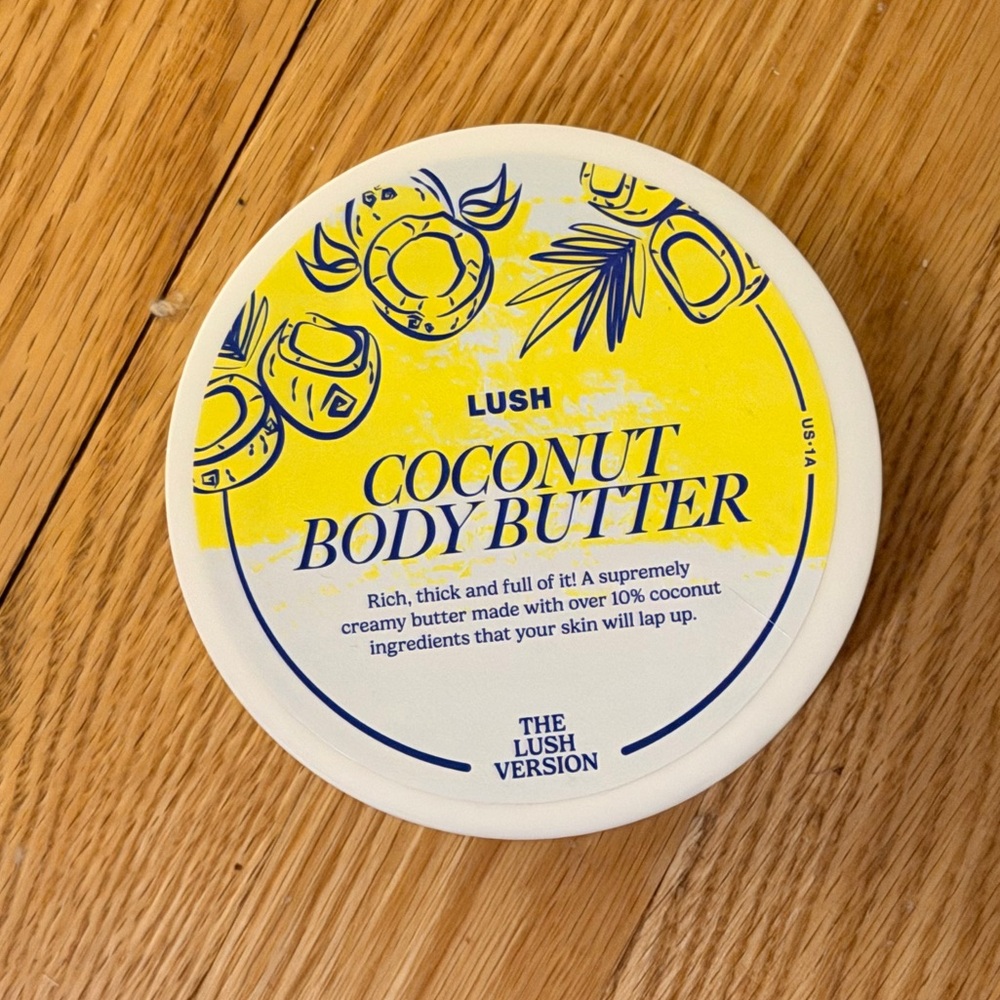 LUSH
COCONUT
BODY BUTTER
Rich, thick and full of it! A supremely
creamy butter made with over 10% coconut
ingredients that your skin will lap up.
THE
LUSH
VERSION
US·1A